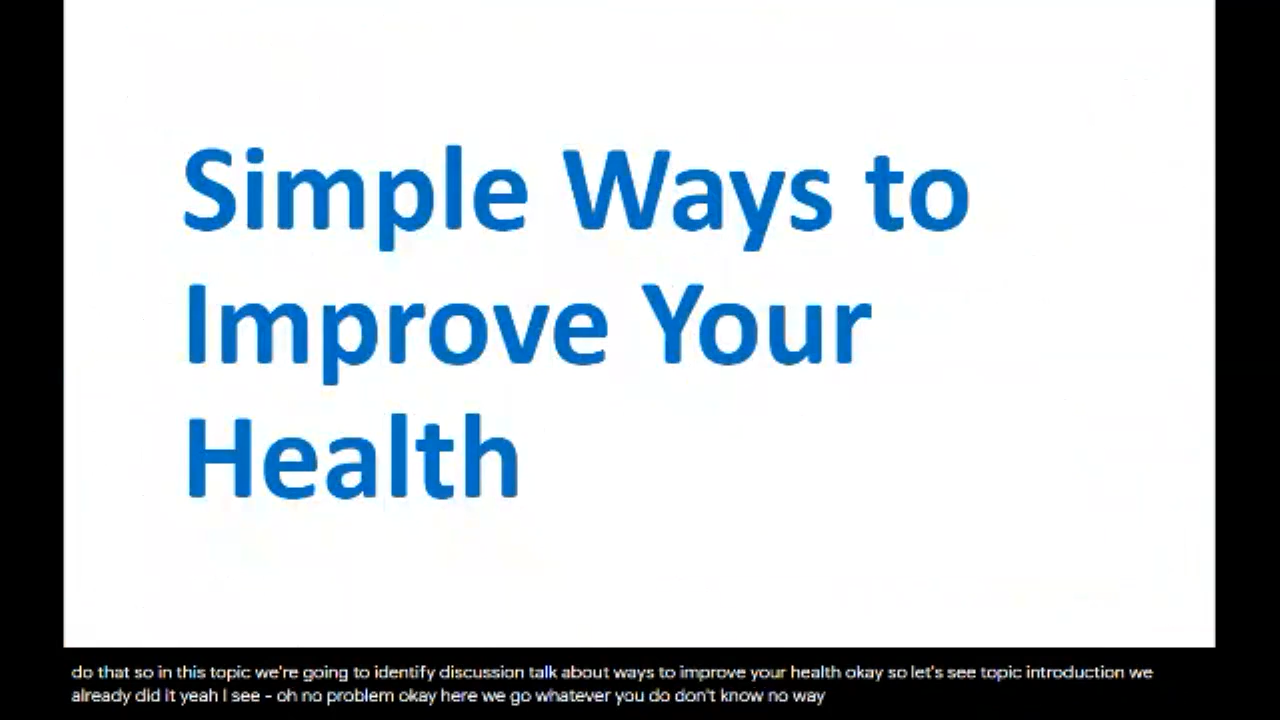 Simple Ways to
Improve Your
Health
do that so in this topic we're going to identify discussion talk about ways to improve your health okay so let's see topic introduction we
already did it yeah I see - oh no problem okay here we go whatever you do don't know no way